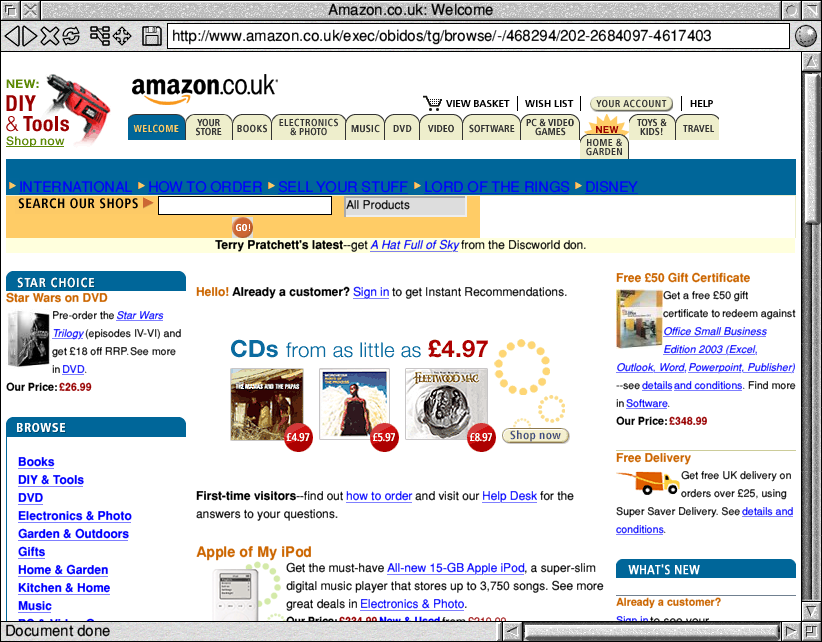 Amazon.co.uk: Welcome
http://www.amazon.co.uk/exec/obidos/tg/browse/-/468294/202-2684097-4617403
NEW:
DIY
& Tools
Shop now
amazon.co.uk
VIEW BASKET | WISH LIST | YOUR ACCOUNT | HELP
WELCOME
YOUR STORE
BOOKS
ELECTRONICS & PHOTO
MUSIC
DVD
VIDEO
SOFTWARE
PC & VIDEO GAMES
NEW
HOME & GARDEN
TOYS & KIDS!
TRAVEL
INTERNATIONAL HOW TO ORDER SELL YOUR STUFF LORD OF THE RINGS DISNEY
SEARCH OUR SHOPS
All Products
GO!
Terry Pratchett's latest--get A Hat Full of Sky from the Discworld don.
STAR CHOICE
Star Wars on DVD
Pre-order the Star Wars
Trilogy (episodes IV-VI) and
get £18 off RRP. See more
in DVD.
Our Price: £26.99
BROWSE
Books
DIY & Tools
DVD
Electronics & Photo
Garden & Outdoors
Gifts
Home & Garden
Kitchen & Home
Music
Hello! Already a customer? Sign in to get Instant Recommendations.
CDs from as little as £4.97
THE MAMAS AND THE PAPAS
FLEETWOOD MAC
£4.97
£5.97
£8.97
Shop now
First-time visitors--find out how to order and visit our Help Desk for the
answers to your questions.
Apple of My iPod
Get the must-have All-new 15-GB Apple iPod, a super-slim
digital music player that stores up to 3,750 songs. See more
great deals in Electronics & Photo.
Our Price: £234.99 New & Used from £210.00
Free £50 Gift Certificate
Get a free £50 gift
certificate to redeem against
Office Small Business
Edition 2003 (Excel,
Outlook, Word, Powerpoint, Publisher)
--see details and conditions. Find more
in Software.
Our Price: £348.99
Free Delivery
Get free UK delivery on
orders over £25, using
Super Saver Delivery. See details and
conditions.
WHAT'S NEW
Already a customer?
Sign in to see your
Document done